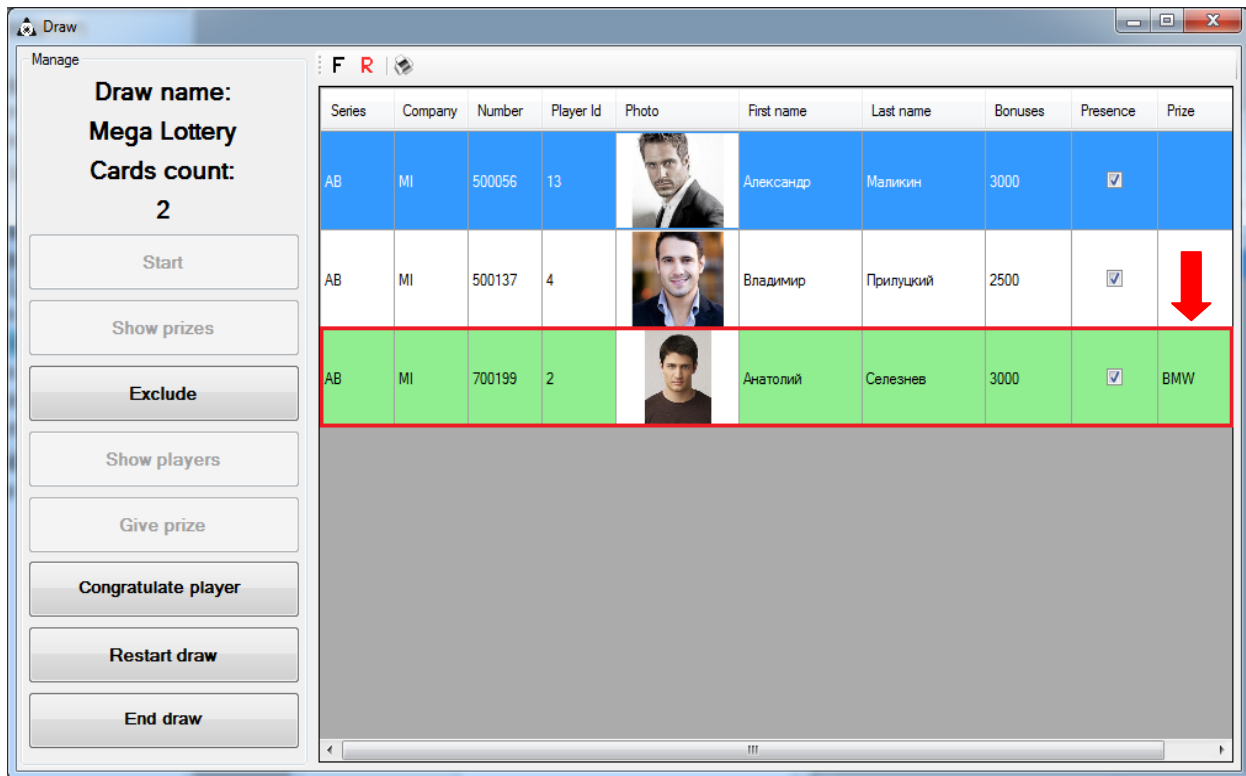 Draw
Manage
Draw name:
Mega Lottery
Cards count:
2
Start
Show prizes
Exclude
Show players
Give prize
Congratulate player
Restart draw
End draw
F R
Series Company Number Player Id Photo First name Last name Bonuses Presence Prize
AB MI 500056 13 Александр Маликин 3000
AB MI 500137 4 Владимир Прилуцкий 2500
AB MI 700199 2 Анатолий Селезнев 3000 BMW